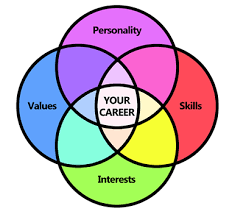 Personality
Values
YOUR
CAREER
Skills
Interests